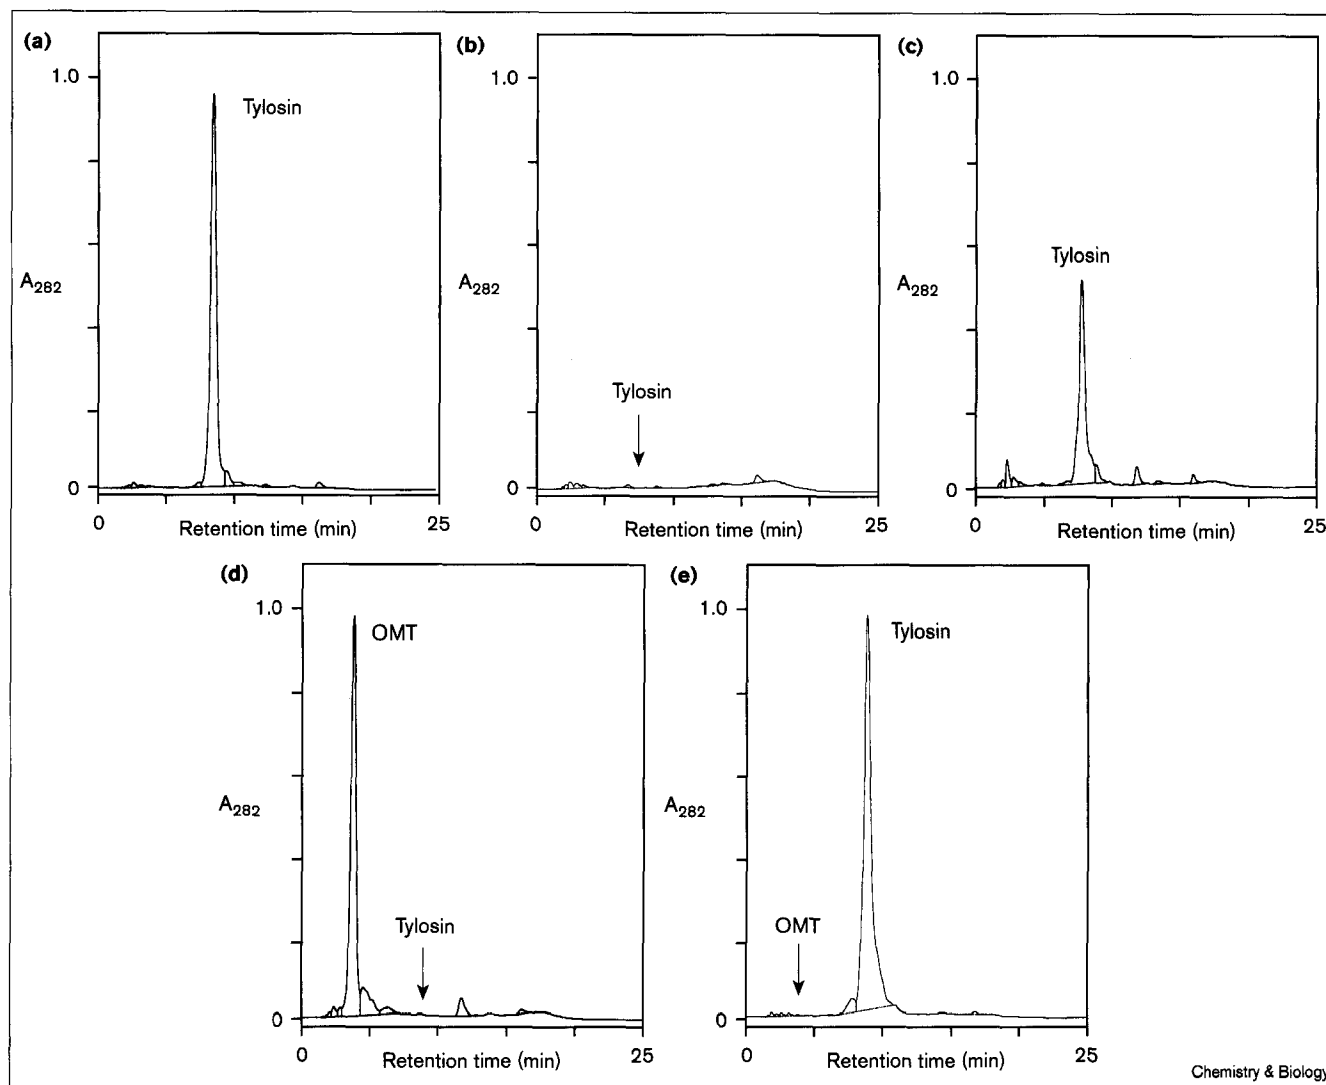 (a)
1.0
Tylosin
A282
0
0
25
Retention time (min)
(b)
1.0
Tylosin
A282
0
0
25
Retention time (min)
(c)
1.0
Tylosin
A282
0
0
25
Retention time (min)
(d)
1.0
OMT
Tylosin
A282
0
0
25
Retention time (min)
(e)
1.0
Tylosin
OMT
A282
0
0
25
Retention time (min)
Chemistry & Biology